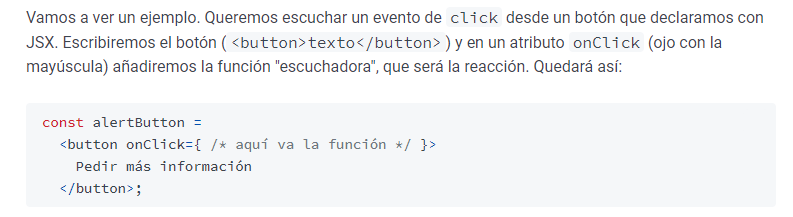 Vamos a ver un ejemplo. Queremos escuchar un evento de click desde un botón que declaramos con
JSX. Escribiremos el botón ( <button>texto</button> ) y en un atributo onClick (ojo con la
mayúscula) añadiremos la función "escuchadora", que será la reacción. Quedará así:
const alertButton =
  <button onClick={ /* aquí va la función */ }>
    Pedir más información
  </button>;